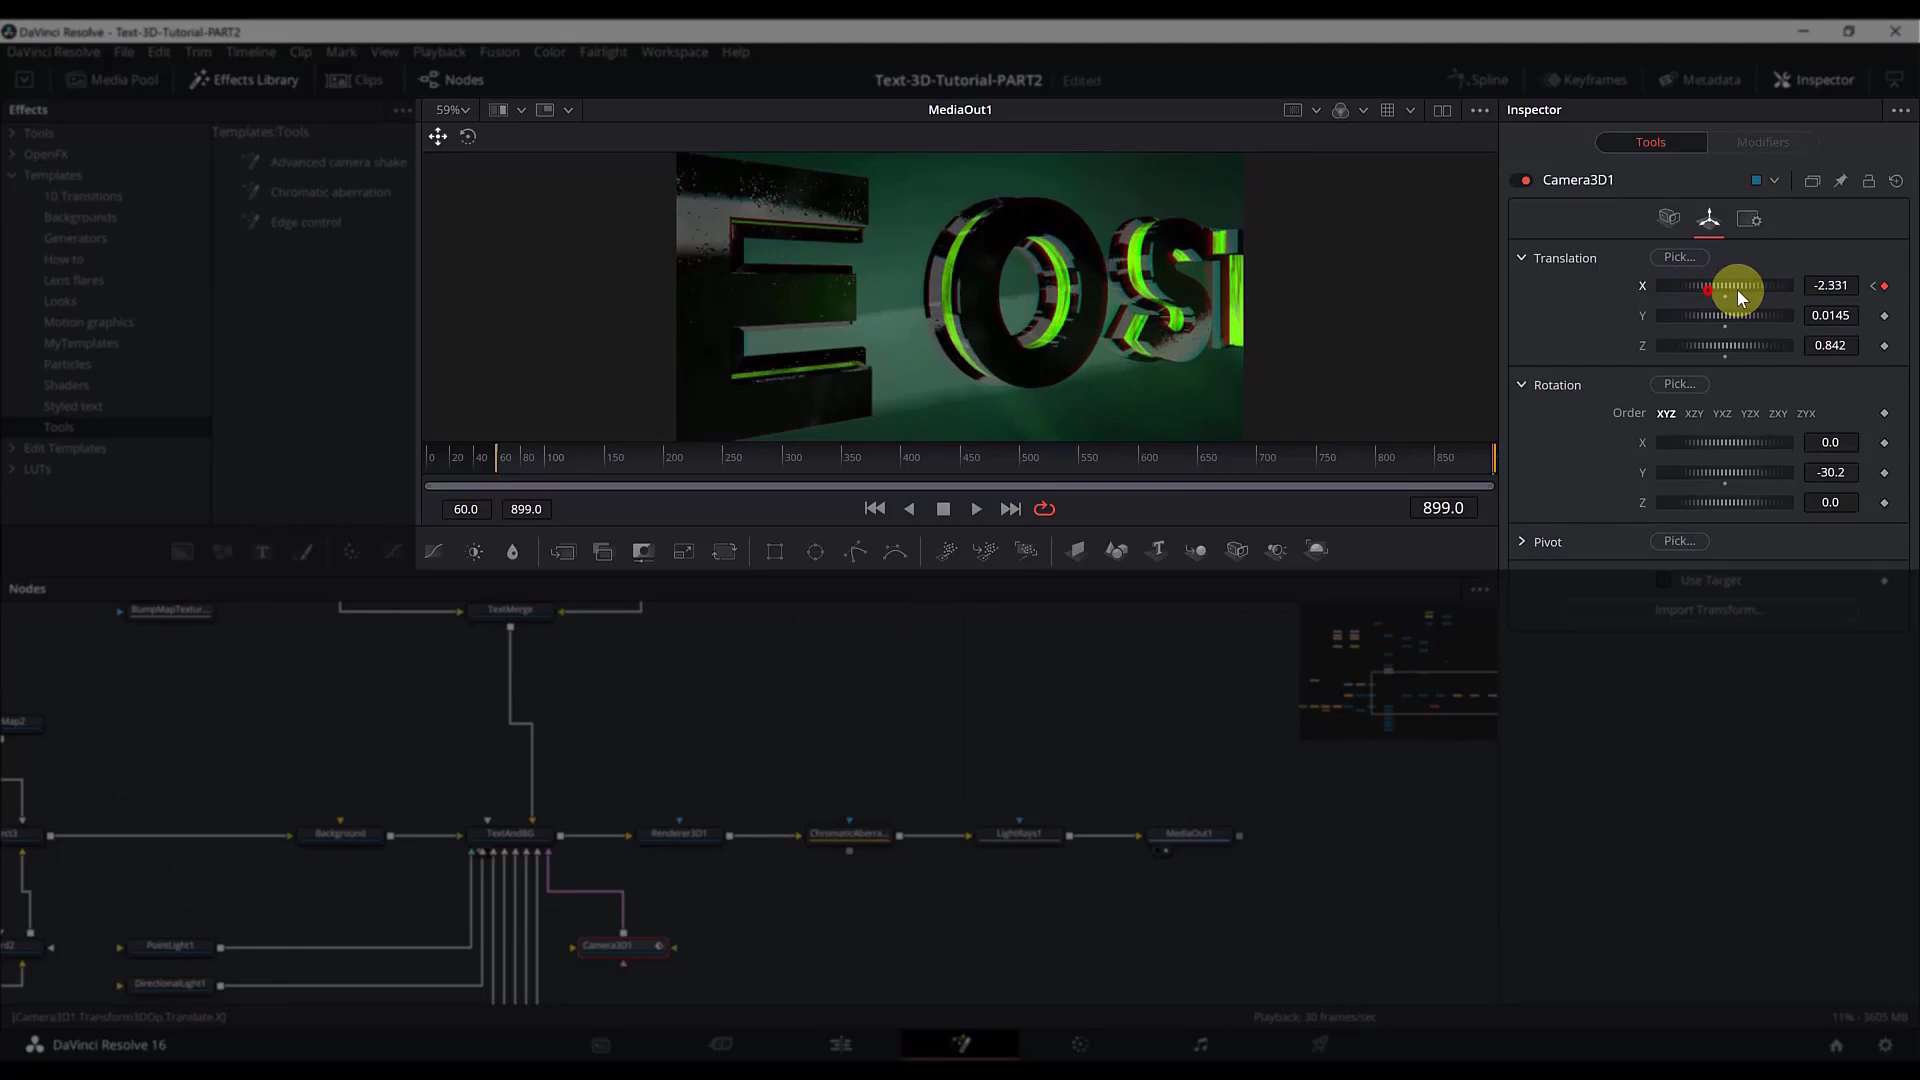 DaVinci Resolve - Text-3D-Tutorial-PART2
DaVinci Resolve File Edit Trim Timeline Clip Mark View Playback Fusion Color Fairlight Workspace Help
Media Pool Effects Library Clips Nodes Text-3D-Tutorial-PART2 Edited Spline Keyframes Metadata Inspector
Effects
Tools
OpenFX
Templates
10 Transitions
Backgrounds
Generators
How to
Lens flares
Looks
Motion graphics
MyTemplates
Particles
Shaders
Styled text
Tools
Edit Templates
LUTs
Templates:Tools
Advanced camera shake
Chromatic aberration
Edge control
59% MediaOut1
E OSi
0 20 40 60 80 100 150 200 250 300 350 400 450 500 550 600 650 700 750 800 850
60.0 899.0 899.0
Inspector
Tools Modifiers
Camera3D1
Translation Pick...
X -2.331
Y 0.0145
Z 0.842
Rotation Pick...
Order XYZ XZY YXZ YZX ZXY ZYX
X 0.0
Y -30.2
Z 0.0
Pivot Pick...
Use Target
Import Transform...
Nodes
BumpMapTextur... TextMerge
Map2
ect3 Background TextAndBG Renderer3D1 ChromaticAberra... LightRays1 MediaOut1
rd2 PointLight1 Camera3D1
DirectionalLight1
[Camera3D1.Transform3DOp.Translate.X] Playback: 30 frames/sec 11% - 3605 MB
DaVinci Resolve 16